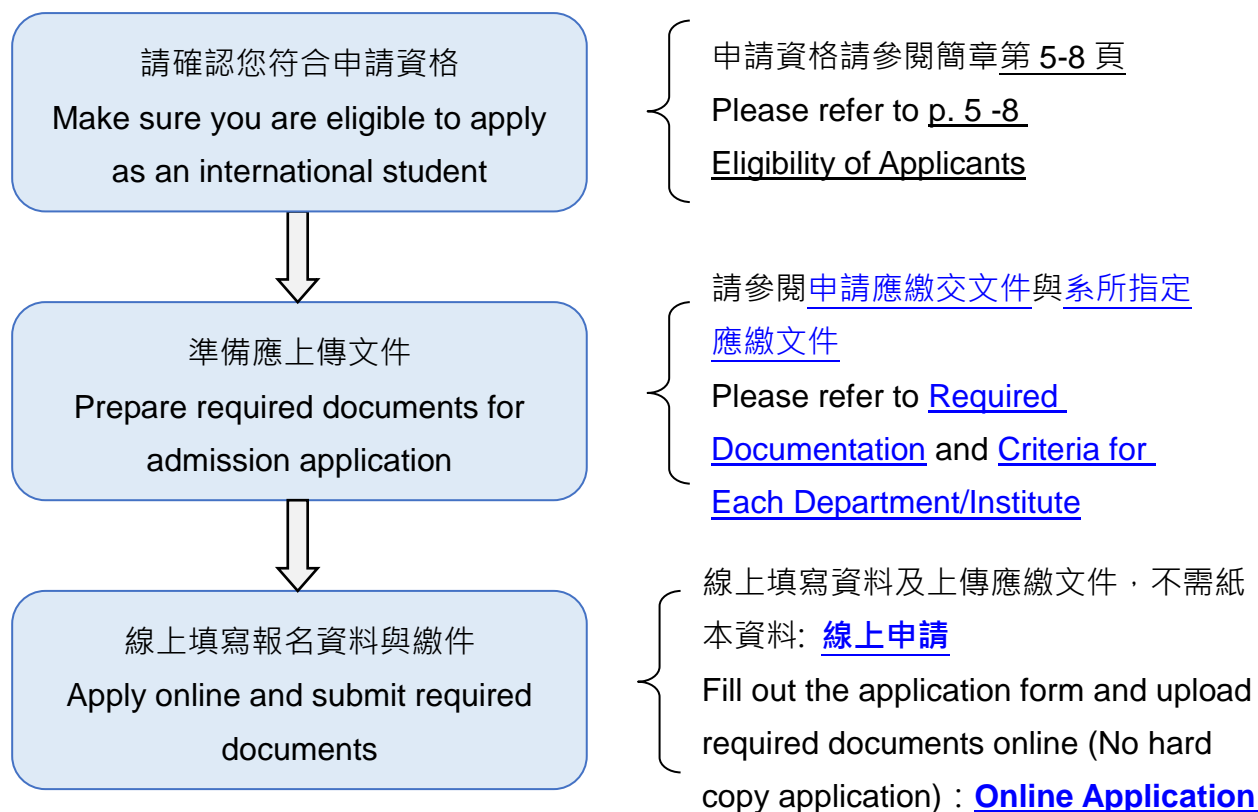 請確認您符合申請資格
Make sure you are eligible to apply
as an international student
申請資格請參閱簡章第 5-8 頁
Please refer to p. 5 -8
Eligibility of Applicants
準備應上傳文件
Prepare required documents for
admission application
請參閱申請應繳交文件與系所指定
應繳文件
Please refer to Required
Documentation and Criteria for
Each Department/Institute
線上填寫報名資料與繳件
Apply online and submit required
documents
線上填寫資料及上傳應繳文件，不需紙
本資料: 線上申請
Fill out the application form and upload
required documents online (No hard
copy application)：Online Application